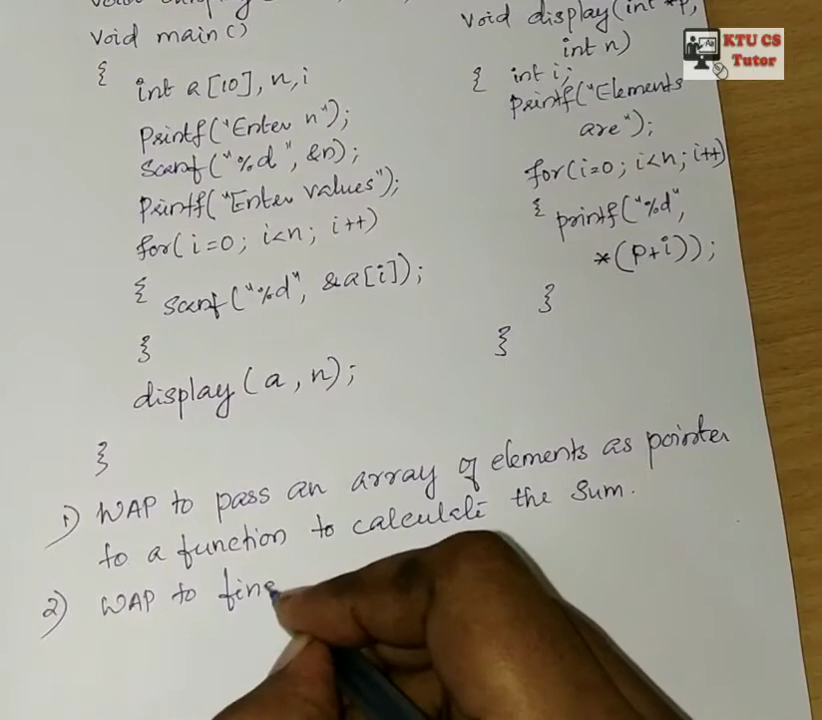 void main()
{ int a[10], n, i
printf("Enter n");
scanf("%d", &n);
printf("Enter values");
for(i=0; i<n; i++)
{ scanf("%d", &a[i]);
}
display(a, n);
}
void display(int *p,
int n)
{ int i;
printf("Elements
are");
for(i=0; i<n; i++)
{ printf("%d",
*(p+i));
}
}
KTU CS
Tutor
1) WAP to pass an array of elements as pointer
to a function to calculate the sum.
2) WAP to fin